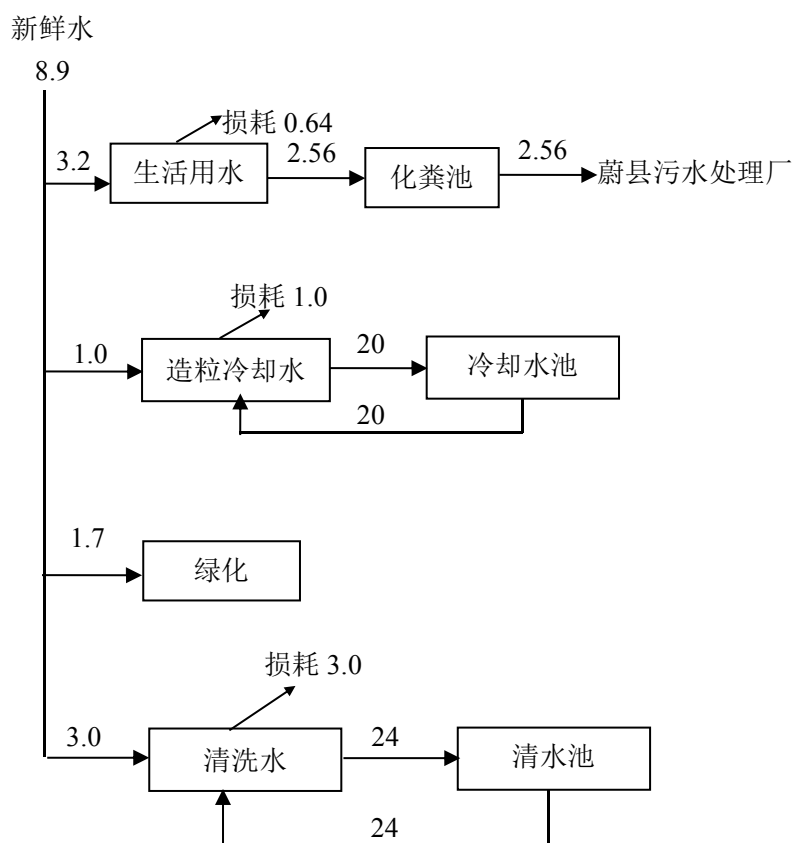 新鲜水
8.9
损耗 0.64
3.2
生活用水
2.56
化粪池
2.56
蔚县污水处理厂
损耗 1.0
1.0
造粒冷却水
20
冷却水池
20
1.7
绿化
损耗 3.0
3.0
清洗水
24
清水池
24